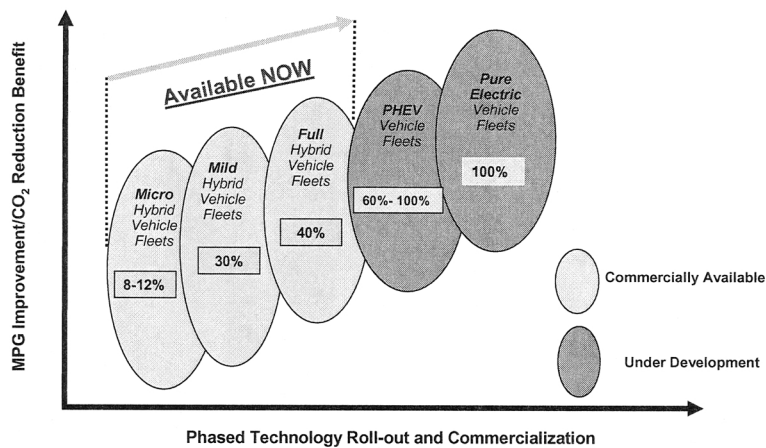 MPG Improvement/CO₂ Reduction Benefit
Available NOW
Micro
Hybrid
Vehicle
Fleets
8-12%
Mild
Hybrid
Vehicle
Fleets
30%
Full
Hybrid
Vehicle
Fleets
40%
PHEV
Vehicle
Fleets
60%- 100%
Pure
Electric
Vehicle
Fleets
100%
Commercially Available
Under Development
Phased Technology Roll-out and Commercialization